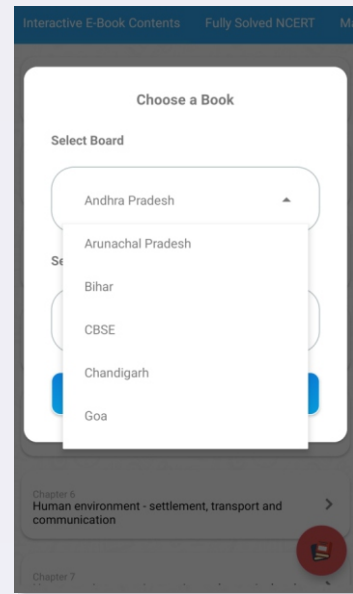 Interactive E-Book Contents Fully Solved NCERT
Choose a Book
Select Board
Andhra Pradesh
Arunachal Pradesh
Bihar
CBSE
Chandigarh
Goa
Chapter 6
Human environment - settlement, transport and
communication
Chapter 7